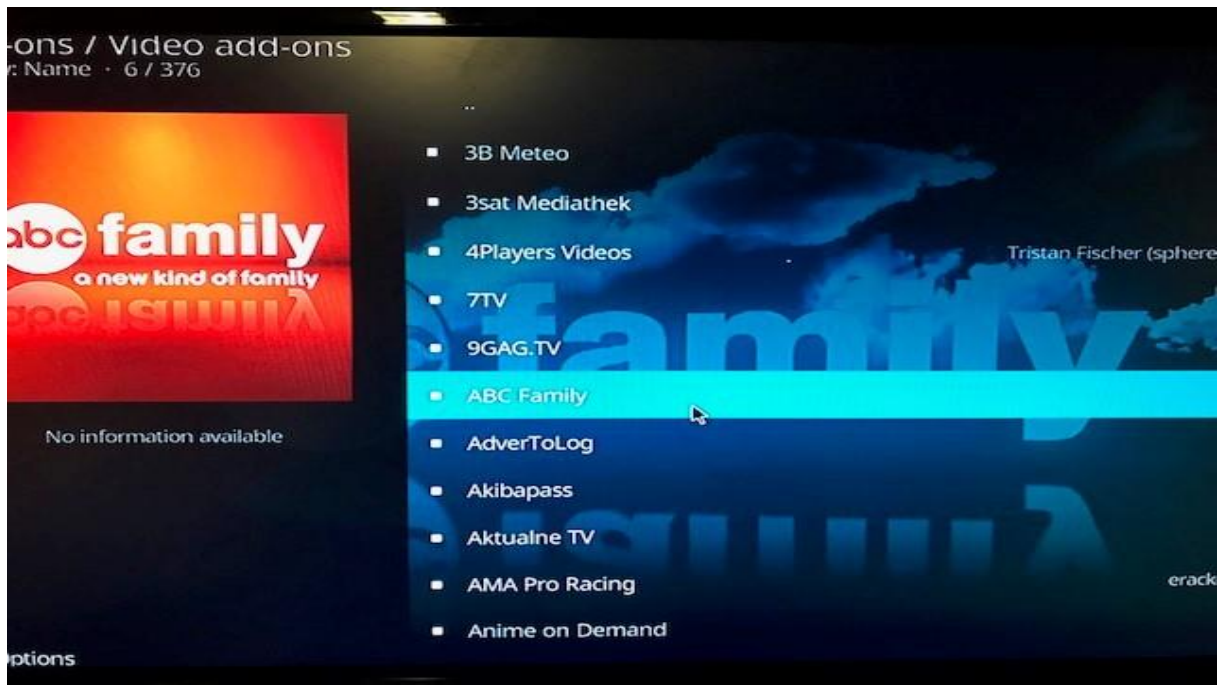 -ons / Video add-ons
y: Name · 6 / 376
..
3B Meteo
3sat Mediathek
4Players Videos
Tristan Fischer (sphere
7TV
9GAG.TV
ABC Family
AdverToLog
Akibapass
Aktualne TV
AMA Pro Racing
erack
Anime on Demand
abc family
a new kind of family
No information available
family
ptions